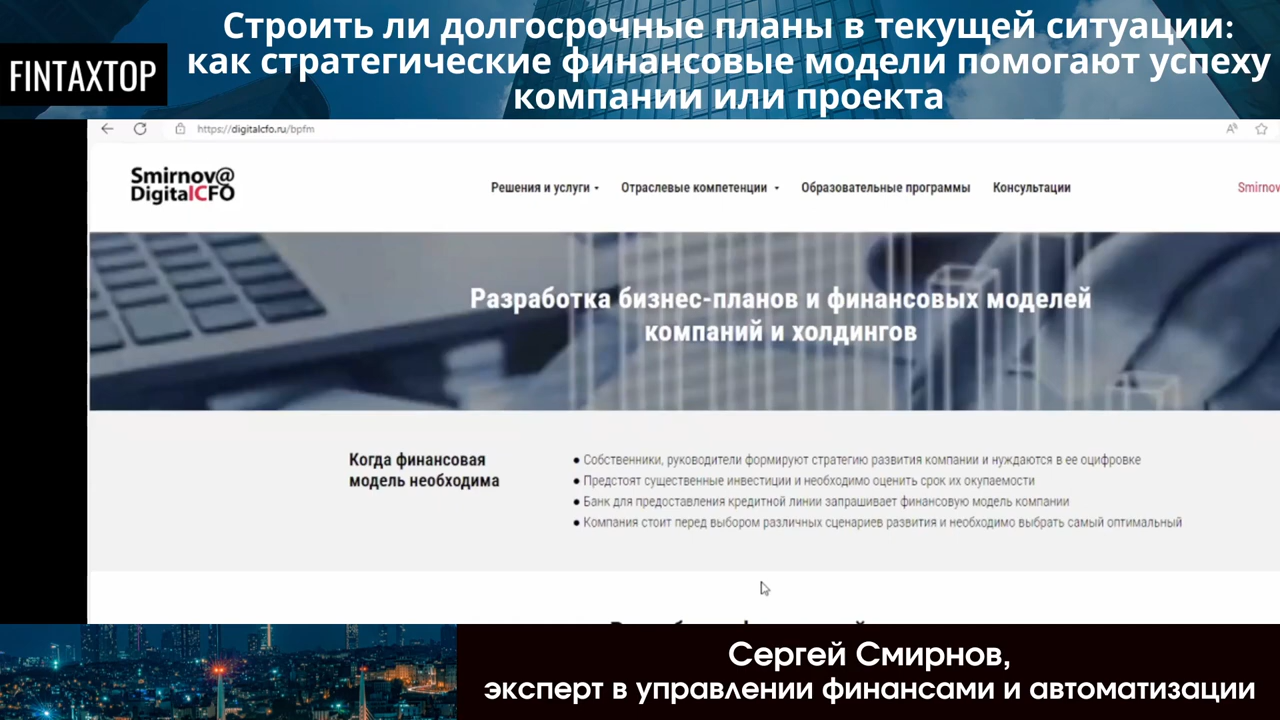 Строить ли долгосрочные планы в текущей ситуации:
как стратегические финансовые модели помогают успеху
компании или проекта
FINTAXTOP
https://digitalcfo.ru/bpfm
Smirnov@
DigitalCFO
Решения и услуги
Отраслевые компетенции
Образовательные программы
Консультации
Smirnov
Разработка бизнес-планов и финансовых моделей
компаний и холдингов
Когда финансовая
модель необходима
● Собственники, руководители формируют стратегию развития компании и нуждаются в ее оцифровке
● Предстоят существенные инвестиции и необходимо оценить срок их окупаемости
● Банк для предоставления кредитной линии запрашивает финансовую модель компании
● Компания стоит перед выбором различных сценариев развития и необходимо выбрать самый оптимальный
Сергей Смирнов,
эксперт в управлении финансами и автоматизации